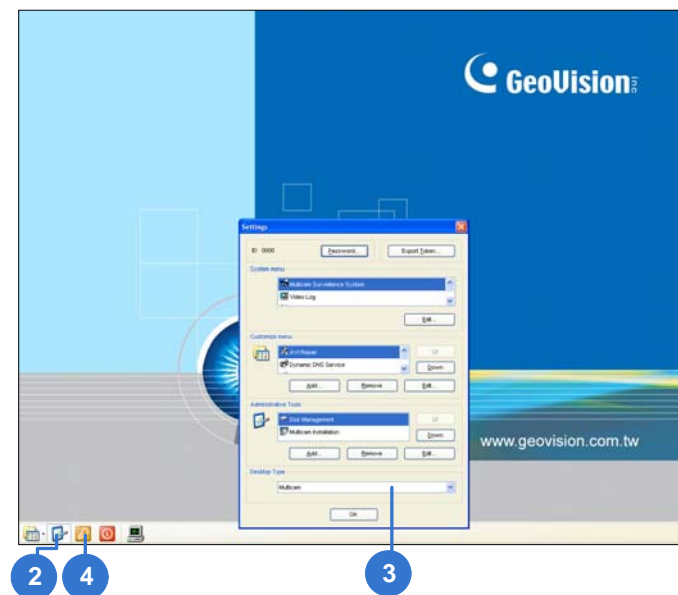 GeoVision Inc
Settings
ID 0000
Password...
Export Token...
System menu
Multicam Surveillance System
Video Log
Edit...
Customize menu
AVI Repair
Up
Dynamic DNS Service
Down
Add...
Remove
Edit...
Administrative Tools
Disk Management
Up
Multicam Installation
Down
Add...
Remove
Edit...
www.geovision.com.tw
Desktop Type
Multicam
OK
2
4
3